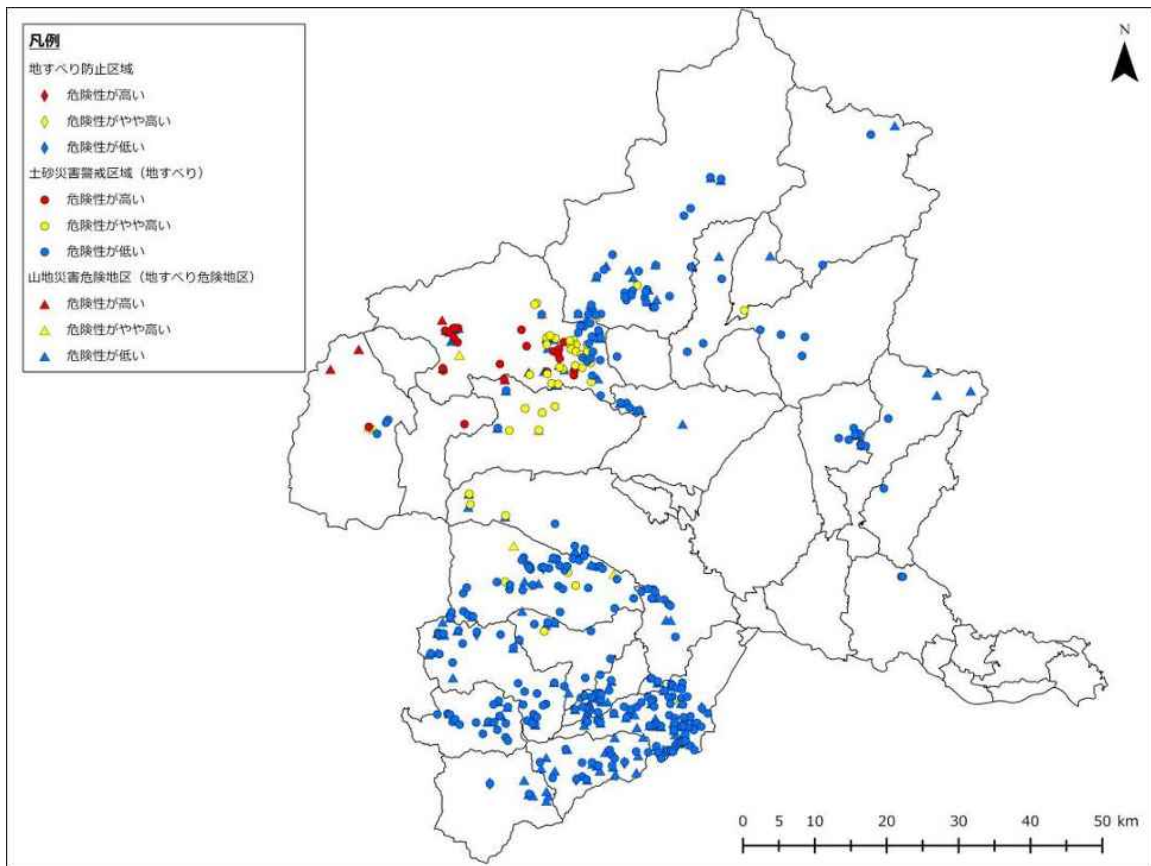 凡例
地すべり防止区域
危険性が高い
危険性がやや高い
危険性が低い
土砂災害警戒区域（地すべり）
危険性が高い
危険性がやや高い
危険性が低い
山地災害危険地区（地すべり危険地区）
危険性が高い
危険性がやや高い
危険性が低い
N
0 5 10 20 30 40 50 km